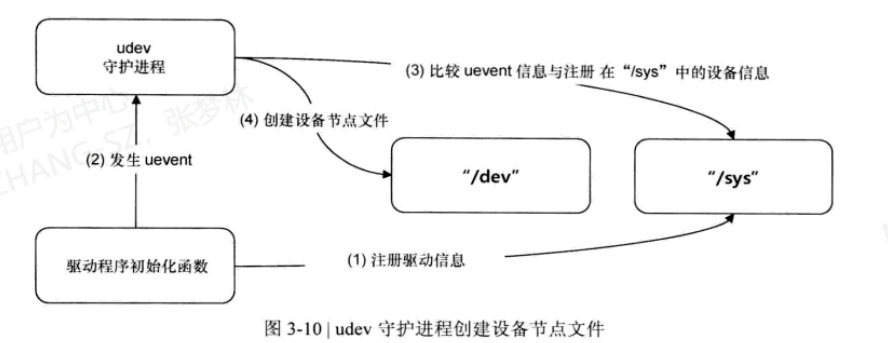 udev
守护进程
(3) 比较 uevent 信息与注册 在“/sys”中的设备信息
(4) 创建设备节点文件
(2) 发生 uevent
“/dev”
“/sys”
驱动程序初始化函数
(1) 注册驱动信息
图 3-10 | udev 守护进程创建设备节点文件
用户为中心
ZHANG-SZ, 张梦林